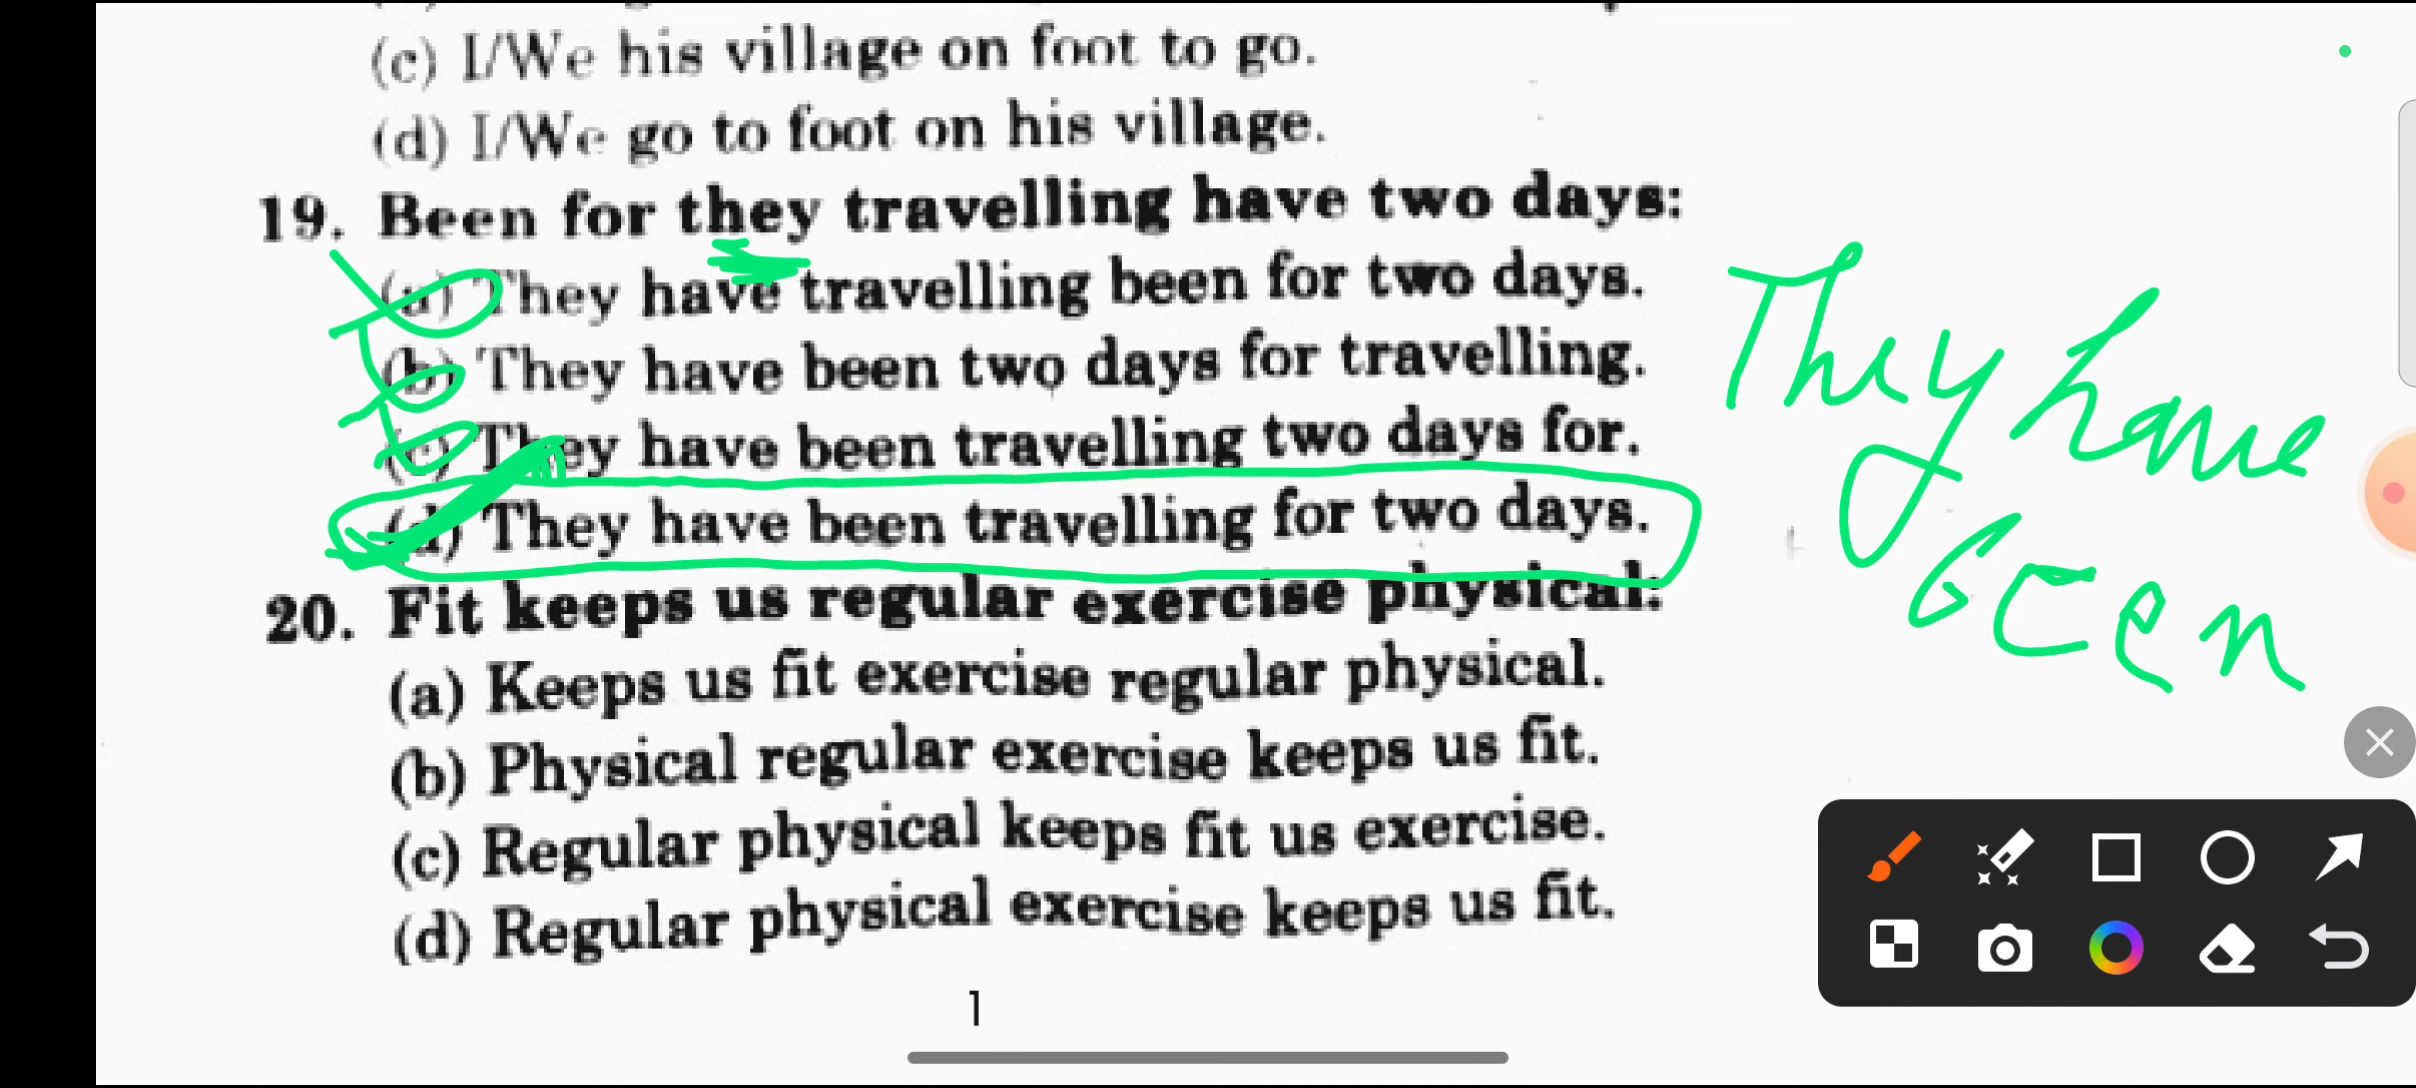 (c) I/We his village on foot to go.
(d) I/We go to foot on his village.
19. Been for they travelling have two days:
(a) They have travelling been for two days.
(b) They have been two days for travelling.
(c) They have been travelling two days for.
(d) They have been travelling for two days.
They have
been
20. Fit keeps us regular exercise physical:
(a) Keeps us fit exercise regular physical.
(b) Physical regular exercise keeps us fit.
(c) Regular physical keeps fit us exercise.
(d) Regular physical exercise keeps us fit.
1